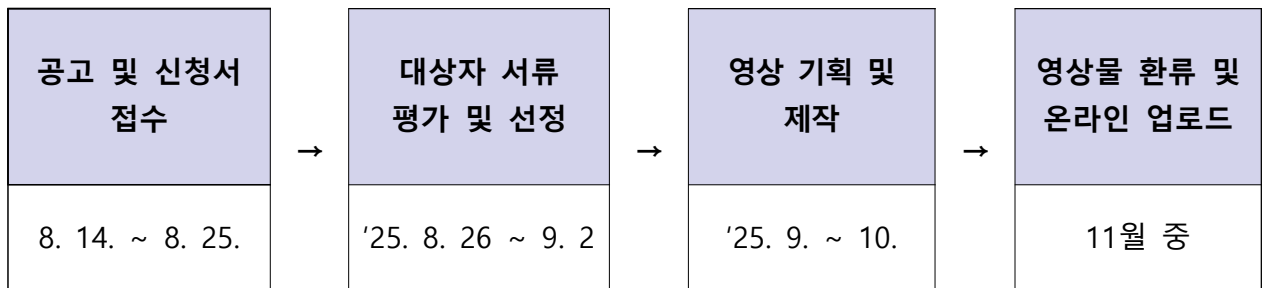 공고 및 신청서
접수
8. 14. ~ 8. 25.
→
대상자 서류
평가 및 선정
'25. 8. 26 ~ 9. 2
→
영상 기획 및
제작
'25. 9. ~ 10.
→
영상물 환류 및
온라인 업로드
11월 중